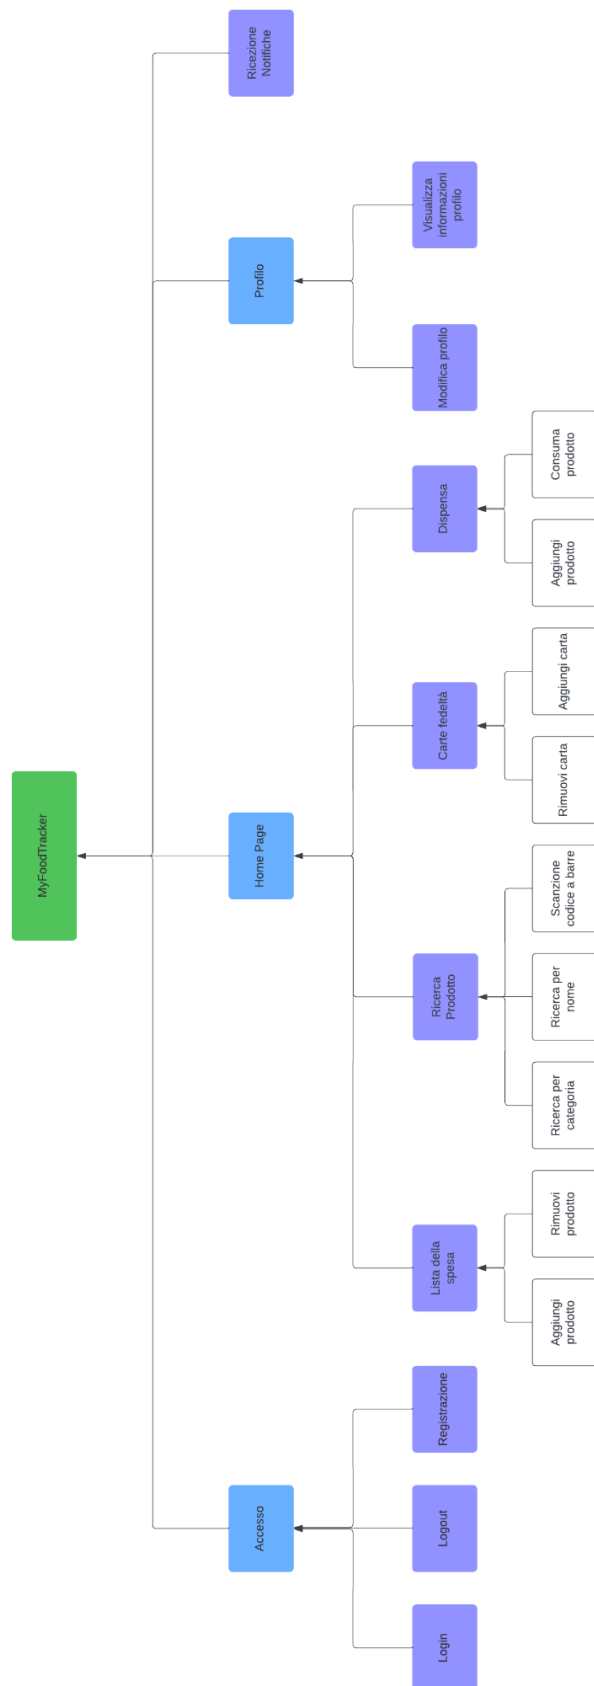 MyFoodTracker
Accesso
Home Page
Profilo
Ricezione
Notifiche
Login
Logout
Registrazione
Lista della
spesa
Ricerca
Prodotto
Carte fedeltà
Dispensa
Modifica profilo
Visualizza
informazioni
profilo
Aggiungi
prodotto
Rimuovi
prodotto
Ricerca per
categoria
Ricerca per
nome
Scanzione
codice a barre
Rimuovi carta
Aggiungi carta
Aggiungi
prodotto
Consuma
prodotto